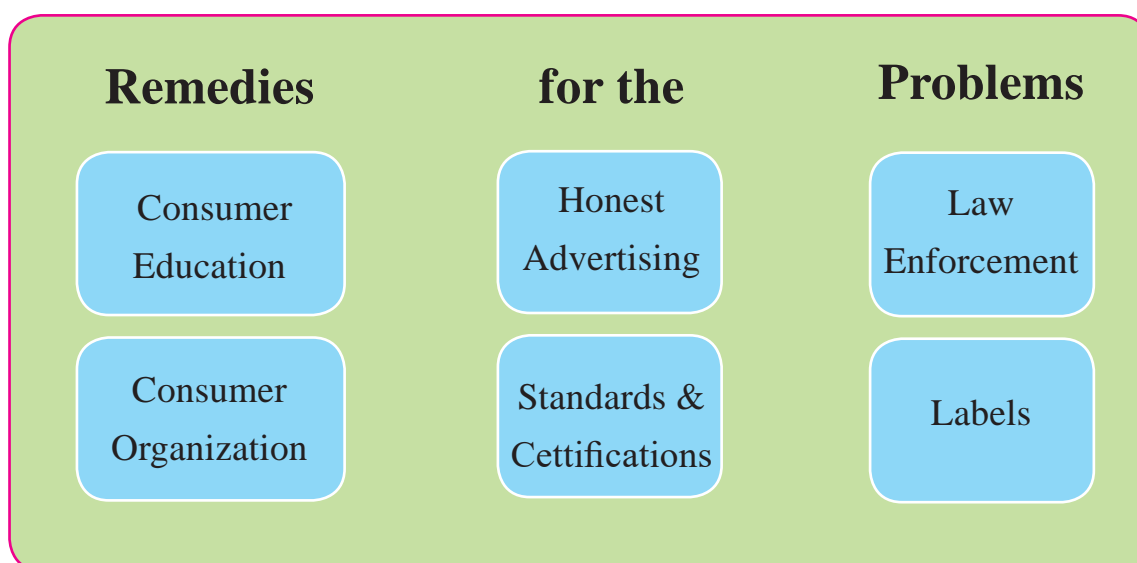 Remedies for the Problems
Consumer
Education
Honest
Advertising
Law
Enforcement
Consumer
Organization
Standards &
Cettifications
Labels